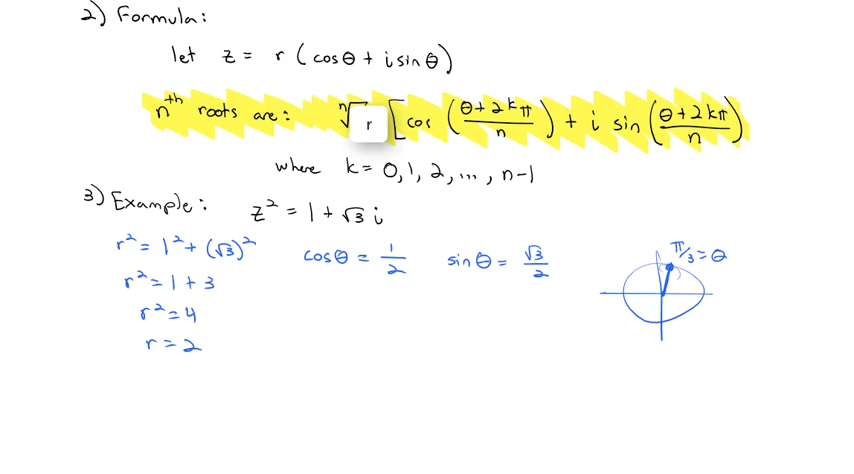 2) Formula:
let z = r (cosθ + i sinθ)
nth roots are: ⁿ√r [cos ((θ + 2kπ)/n) + i sin ((θ + 2kπ)/n)
where k = 0, 1, 2, ..., n-1
3) Example: z² = 1 + √3 i
r² = 1² + (√3)² cosθ = 1/2 sinθ = √3/2 π/3 = θ
r² = 1 + 3
r² = 4
r = 2